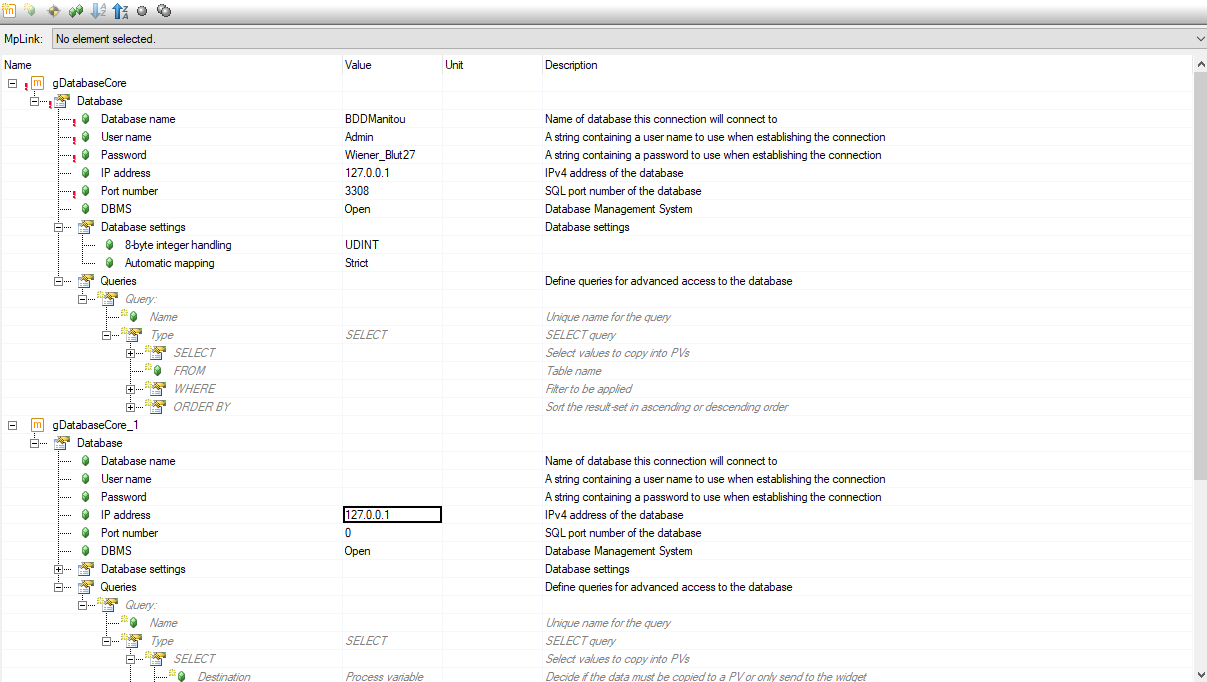 MpLink: No element selected.
Name Value Unit Description
gDatabaseCore
Database
Database name BDDManitou Name of database this connection will connect to
User name Admin A string containing a user name to use when establishing the connection
Password Wiener_Blut27 A string containing a password to use when establishing the connection
IP address 127.0.0.1 IPv4 address of the database
Port number 3308 SQL port number of the database
DBMS Open Database Management System
Database settings Database settings
8-byte integer handling UDINT
Automatic mapping Strict
Queries Define queries for advanced access to the database
Query:
Name Unique name for the query
Type SELECT SELECT query
SELECT Select values to copy into PVs
FROM Table name
WHERE Filter to be applied
ORDER BY Sort the result-set in ascending or descending order
gDatabaseCore_1
Database
Database name Name of database this connection will connect to
User name A string containing a user name to use when establishing the connection
Password A string containing a password to use when establishing the connection
IP address 127.0.0.1 IPv4 address of the database
Port number 0 SQL port number of the database
DBMS Open Database Management System
Database settings Database settings
Queries Define queries for advanced access to the database
Query:
Name Unique name for the query
Type SELECT SELECT query
SELECT Select values to copy into PVs
Destination Process variable Decide if the data must be copied to a PV or only send to the widget